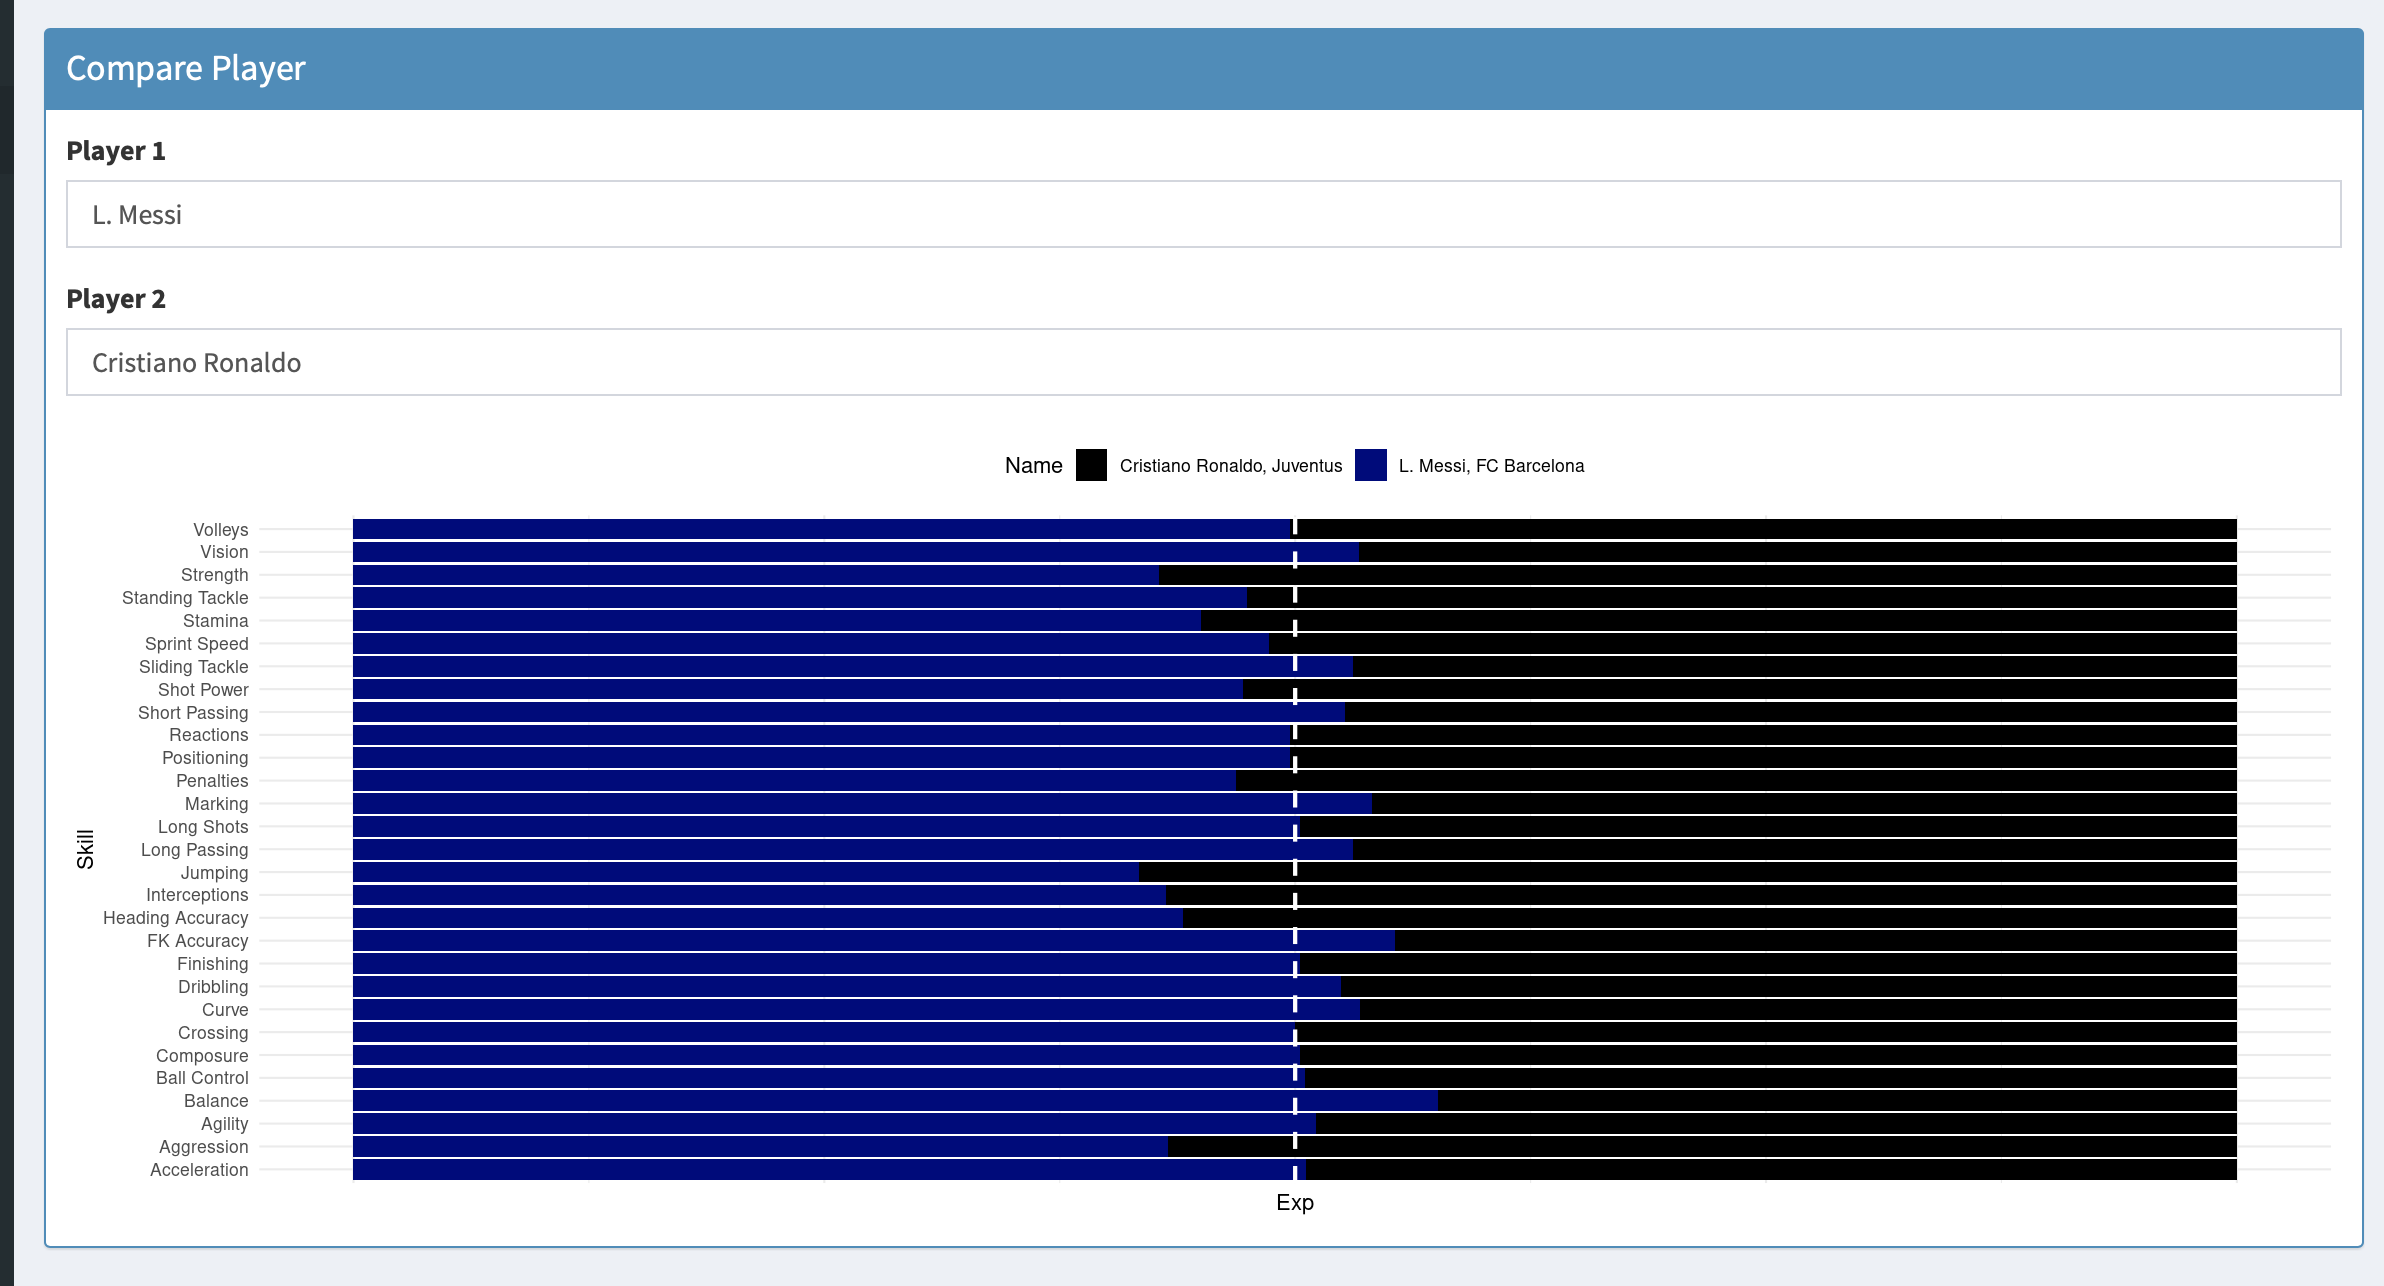 Compare Player
Player 1
L. Messi
Player 2
Cristiano Ronaldo
Name Cristiano Ronaldo, Juventus L. Messi, FC Barcelona
Volleys
Vision
Strength
Standing Tackle
Stamina
Sprint Speed
Sliding Tackle
Shot Power
Short Passing
Reactions
Positioning
Penalties
Marking
Long Shots
Long Passing
Jumping
Interceptions
Heading Accuracy
FK Accuracy
Finishing
Dribbling
Curve
Crossing
Composure
Ball Control
Balance
Agility
Aggression
Acceleration
Skill
Exp